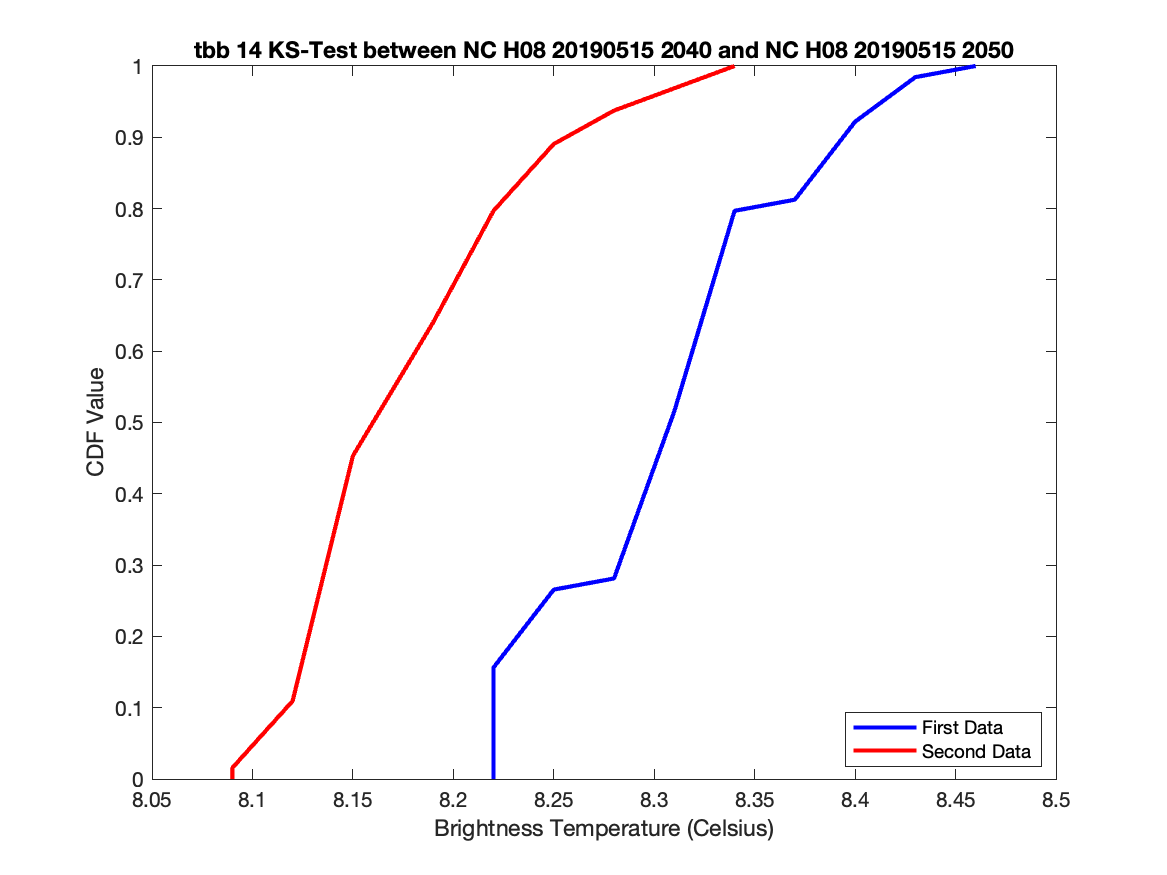 tbb 14 KS-Test between NC H08 20190515 2040 and NC H08 20190515 2050
1
0.9
0.8
0.7
0.6
0.5
0.4
0.3
0.2
0.1
0
CDF Value
First Data
Second Data
8.05 8.1 8.15 8.2 8.25 8.3 8.35 8.4 8.45 8.5
Brightness Temperature (Celsius)